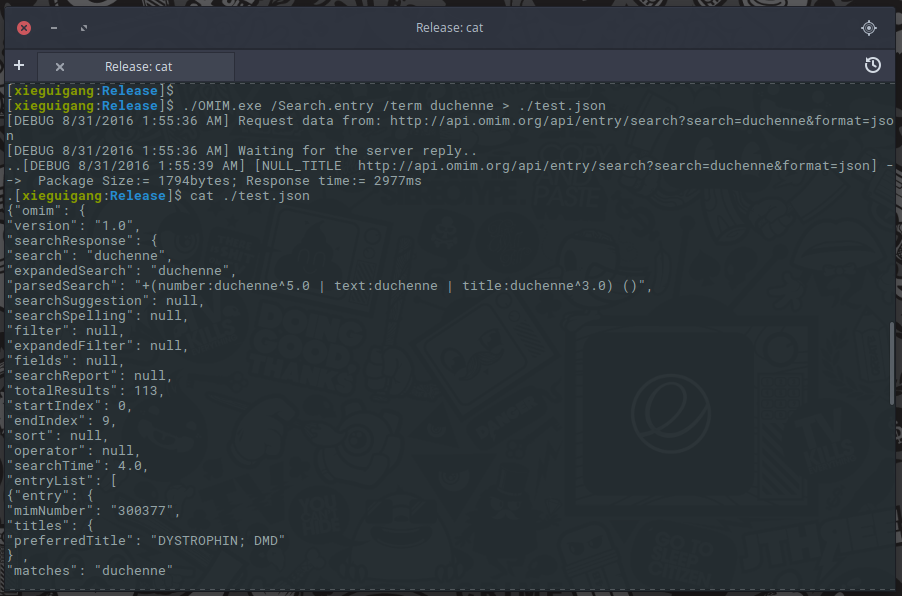 Release: cat
Release: cat
[xieguigang:Release]$
[xieguigang:Release]$ ./OMIM.exe /Search.entry /term duchenne > ./test.json
[DEBUG 8/31/2016 1:55:36 AM] Request data from: http://api.omim.org/api/entry/search?search=duchenne&format=jso
n
[DEBUG 8/31/2016 1:55:36 AM] Waiting for the server reply..
..[DEBUG 8/31/2016 1:55:39 AM] [NULL_TITLE  http://api.omim.org/api/entry/search?search=duchenne&format=json] -
->  Package Size:= 1794bytes; Response time:= 2977ms
.[xieguigang:Release]$ cat ./test.json
{"omim": {
"version": "1.0",
"searchResponse": {
"search": "duchenne",
"expandedSearch": "duchenne",
"parsedSearch": "+(number:duchenne^5.0 | text:duchenne | title:duchenne^3.0) ()",
"searchSuggestion": null,
"searchSpelling": null,
"filter": null,
"expandedFilter": null,
"fields": null,
"searchReport": null,
"totalResults": 113,
"startIndex": 0,
"endIndex": 9,
"sort": null,
"operator": null,
"searchTime": 4.0,
"entryList": [
{"entry": {
"mimNumber": "300377",
"titles": {
"preferredTitle": "DYSTROPHIN; DMD"
} ,
"matches": "duchenne"